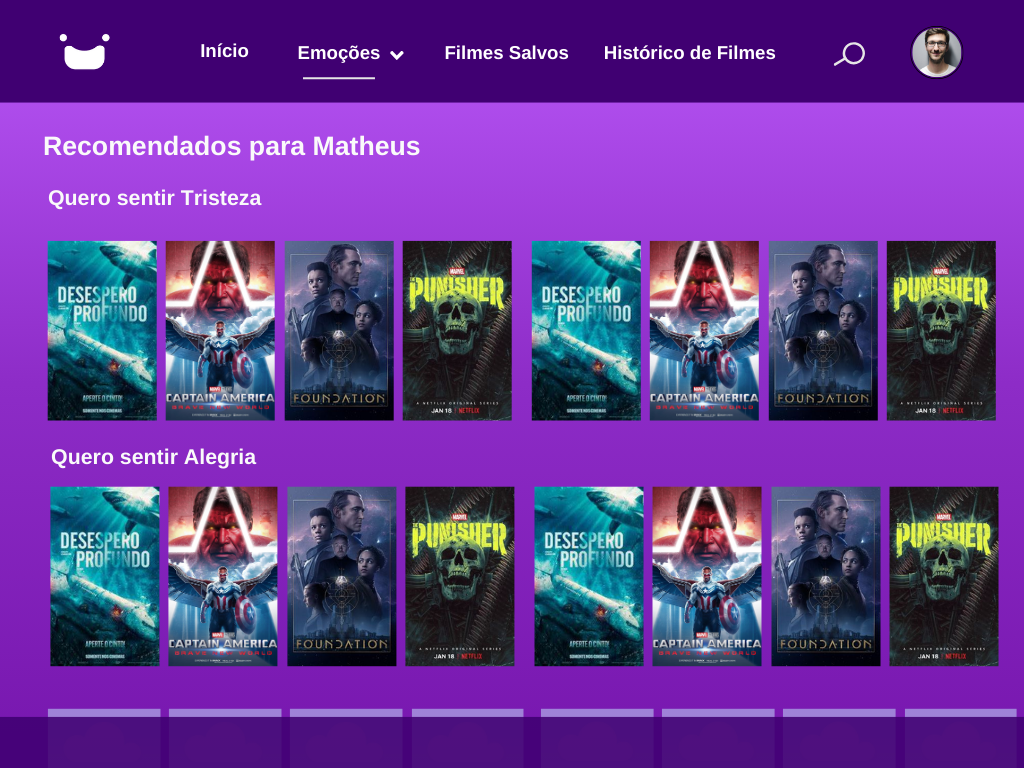 Início
Emoções
Filmes Salvos
Histórico de Filmes
Recomendados para Matheus
Quero sentir Tristeza
DESESPERO
PROFUNDO
APERTE O CINTO!
SOMENTE NOS CINEMAS
MARVEL STUDIOS
CAPTAIN AMERICA
BRAVE NEW WORLD
FOUNDATION
MARVEL
THE
PUNISHER
A NETFLIX ORIGINAL SERIES
JAN 18 | NETFLIX
DESESPERO
PROFUNDO
APERTE O CINTO!
SOMENTE NOS CINEMAS
MARVEL STUDIOS
CAPTAIN AMERICA
BRAVE NEW WORLD
FOUNDATION
MARVEL
THE
PUNISHER
A NETFLIX ORIGINAL SERIES
JAN 18 | NETFLIX
Quero sentir Alegria
DESESPERO
PROFUNDO
APERTE O CINTO!
SOMENTE NOS CINEMAS
MARVEL STUDIOS
CAPTAIN AMERICA
BRAVE NEW WORLD
FOUNDATION
MARVEL
THE
PUNISHER
A NETFLIX ORIGINAL SERIES
JAN 18 | NETFLIX
DESESPERO
PROFUNDO
APERTE O CINTO!
SOMENTE NOS CINEMAS
MARVEL STUDIOS
CAPTAIN AMERICA
BRAVE NEW WORLD
FOUNDATION
MARVEL
THE
PUNISHER
A NETFLIX ORIGINAL SERIES
JAN 18 | NETFLIX